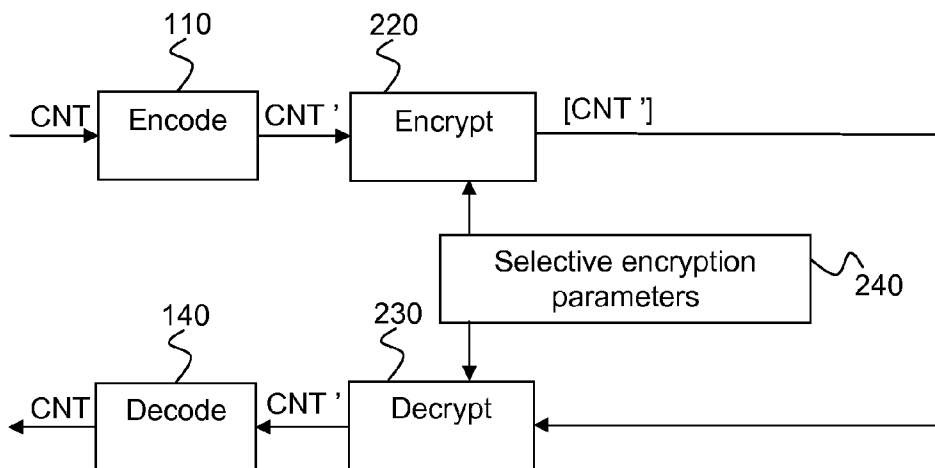 110
220
CNT
Encode
CNT '
Encrypt
[CNT ']
Selective encryption
parameters
240
140
230
CNT
Decode
CNT '
Decrypt